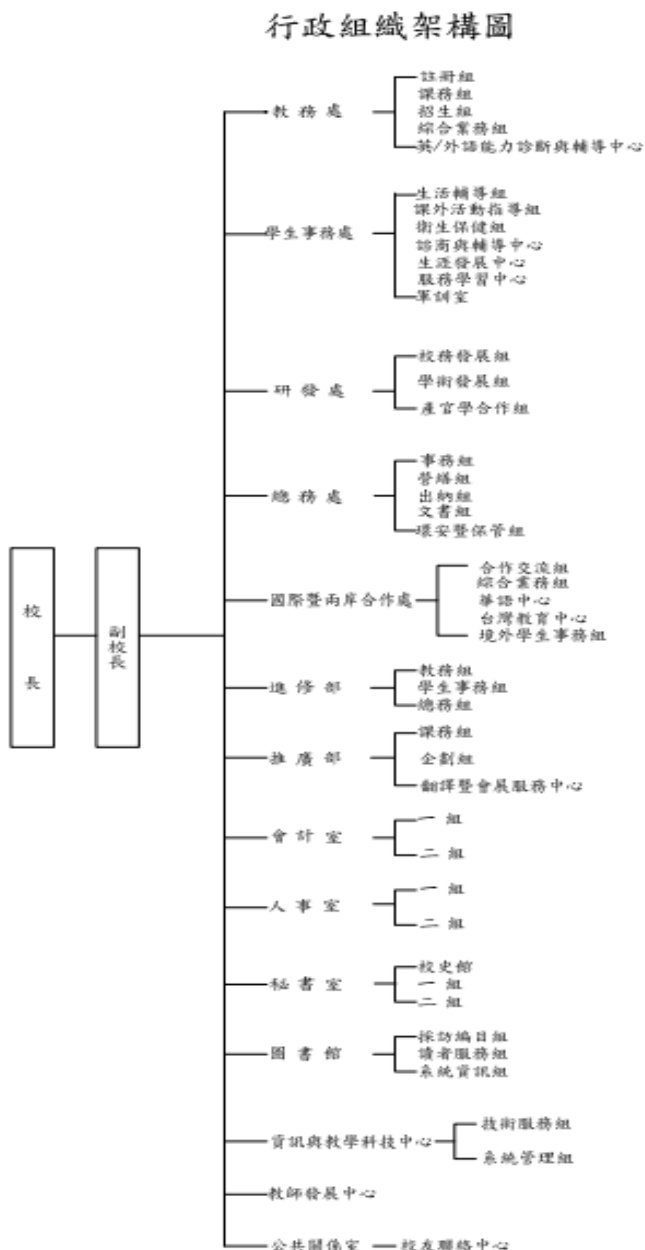 行政組織架構圖
校長
副校長
教務處
註冊組
課務組
招生組
綜合業務組
英/外語能力診斷與輔導中心
學生事務處
生活輔導組
課外活動指導組
衛生保健組
諮商與輔導中心
生涯發展中心
服務學習中心
軍訓室
研發處
校務發展組
學術發展組
產官學合作組
總務處
事務組
營繕組
出納組
文書組
環安暨保管組
國際暨兩岸合作處
合作交流組
綜合業務組
華語中心
台灣教育中心
境外學生事務組
進修部
教務組
學生事務組
總務組
推廣部
課務組
企劃組
翻譯暨會展服務中心
會計室
一組
二組
人事室
一組
二組
秘書室
校史館
一組
二組
圖書館
採訪編目組
讀者服務組
系統資訊組
資訊與教學科技中心
技術服務組
系統管理組
教師發展中心
公共關係室
校友聯絡中心